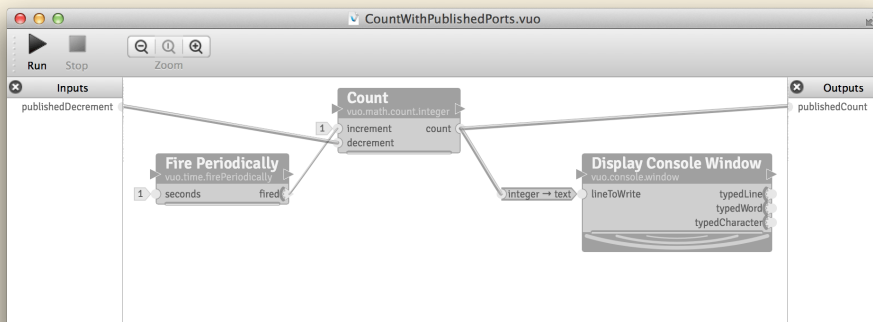 CountWithPublishedPorts.vuo
Run
Stop
Zoom
Inputs
Outputs
publishedDecrement
publishedCount
Count
vuo.math.count.integer
1
increment
count
decrement
Fire Periodically
vuo.time.firePeriodically
1
seconds
fired
integer → text
Display Console Window
vuo.console.window
lineToWrite
typedLine
typedWord
typedCharacter